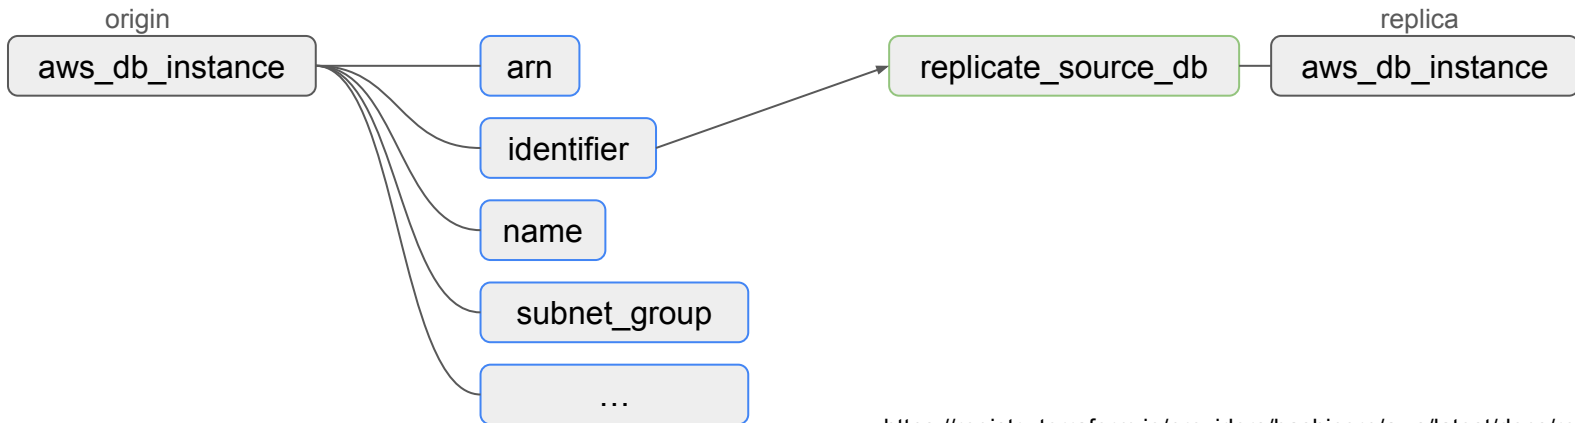 origin
replica
aws_db_instance
arn
replicate_source_db
aws_db_instance
identifier
name
subnet_group
…